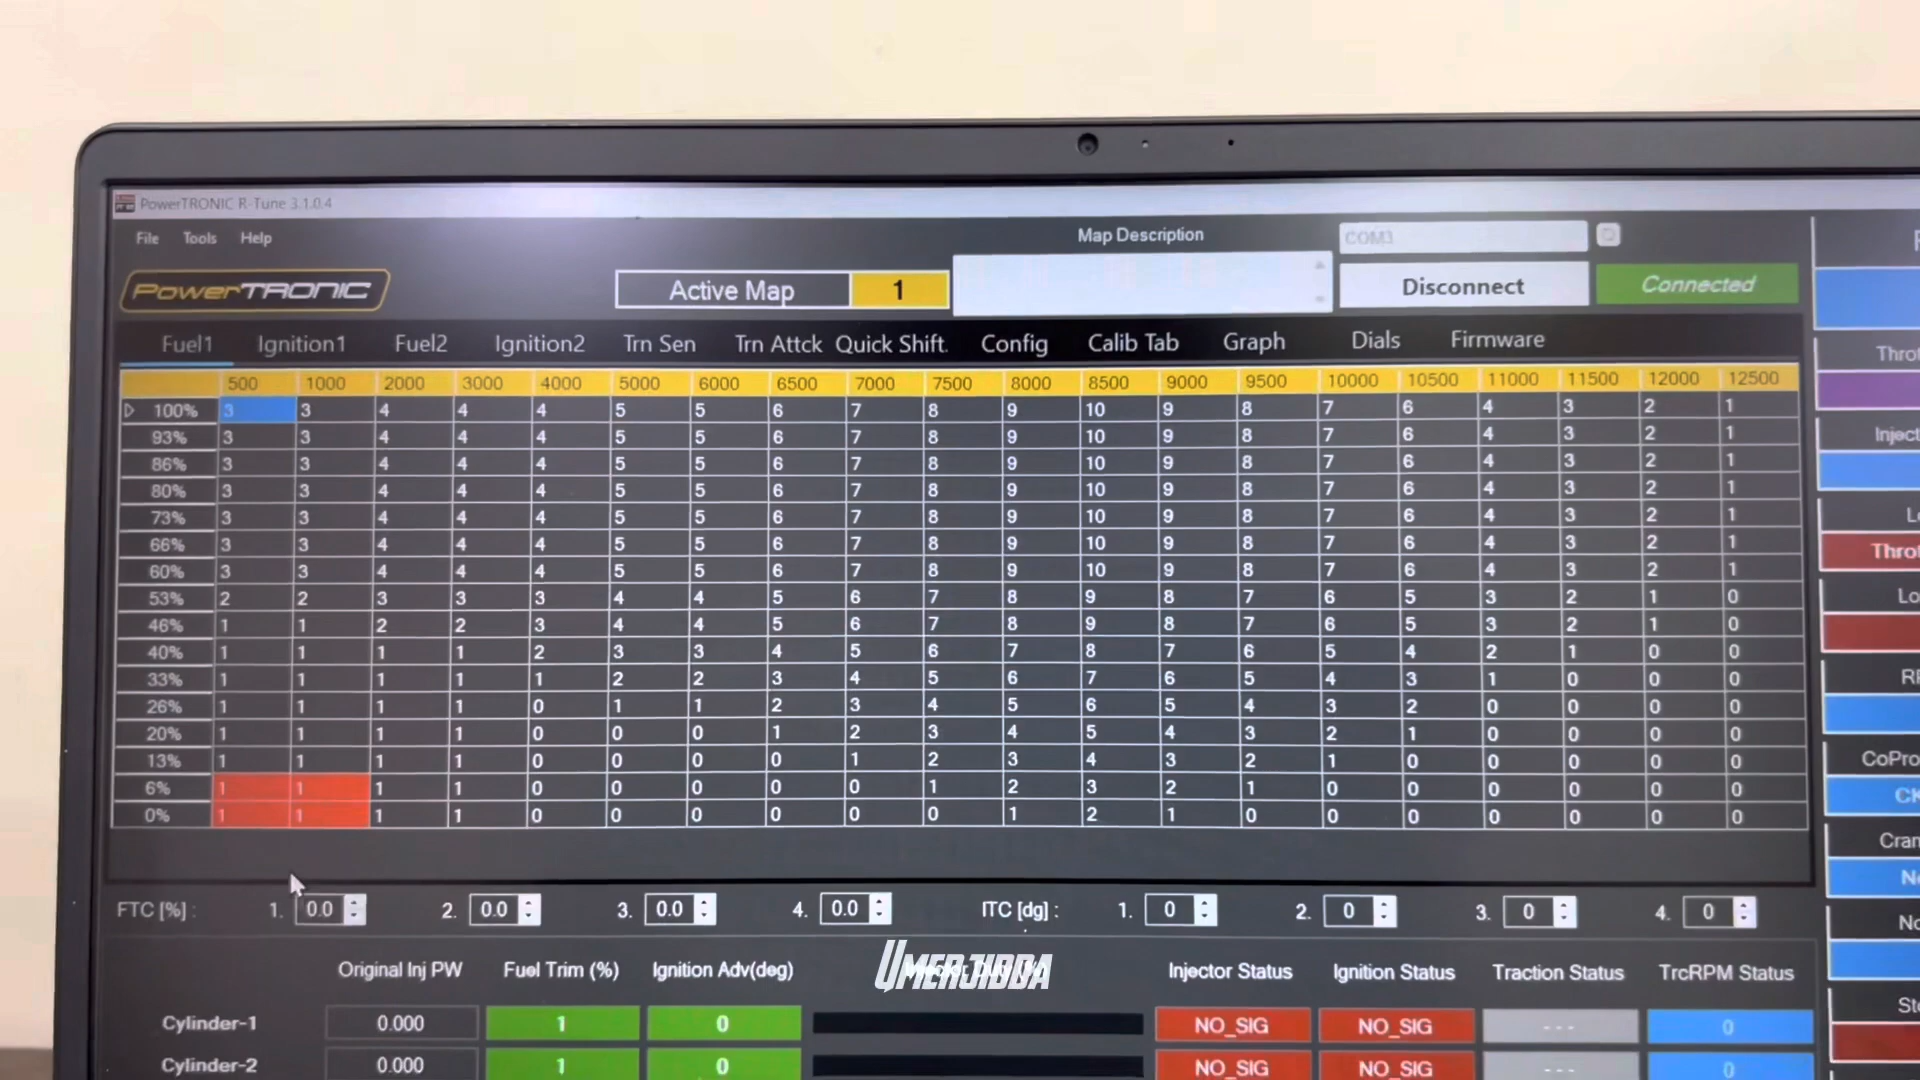 PowerTRONIC R-Tune 3.1.0.4
File Tools Help
Map Description
COM3
PowerTRONIC
Active Map 1
Disconnect
Connected
Fuel1 Ignition1 Fuel2 Ignition2 Trn Sen Trn Attck Quick Shift. Config Calib Tab Graph Dials Firmware
500 1000 2000 3000 4000 5000 6000 6500 7000 7500 8000 8500 9000 9500 10000 10500 11000 11500 12000 12500
100% 3 3 4 4 4 5 5 6 7 8 9 10 9 8 7 6 4 3 2 1
93% 3 3 4 4 4 5 5 6 7 8 9 10 9 8 7 6 4 3 2 1
86% 3 3 4 4 4 5 5 6 7 8 9 10 9 8 7 6 4 3 2 1
80% 3 3 4 4 4 5 5 6 7 8 9 10 9 8 7 6 4 3 2 1
73% 3 3 4 4 4 5 5 6 7 8 9 10 9 8 7 6 4 3 2 1
66% 3 3 4 4 4 5 5 6 7 8 9 10 9 8 7 6 4 3 2 1
60% 3 3 4 4 4 5 5 6 7 8 9 10 9 8 7 6 4 3 2 1
53% 2 2 3 3 3 4 4 5 6 7 8 9 8 7 6 5 3 2 1 0
46% 1 1 2 2 3 4 4 5 6 7 8 9 8 7 6 5 3 2 1 0
40% 1 1 1 1 2 3 3 4 5 6 7 8 7 6 5 4 2 1 0 0
33% 1 1 1 1 1 2 2 3 4 5 6 7 6 5 4 3 1 0 0 0
26% 1 1 1 1 0 1 1 2 3 4 5 6 5 4 3 2 0 0 0 0
20% 1 1 1 1 0 0 0 1 2 3 4 5 4 3 2 1 0 0 0 0
13% 1 1 1 1 0 0 0 0 1 2 3 4 3 2 1 0 0 0 0 0
6% 1 1 1 1 0 0 0 0 0 1 2 3 2 1 0 0 0 0 0 0
0% 1 1 1 1 0 0 0 0 0 0 1 2 1 0 0 0 0 0 0 0
FTC [%] : 1. 0.0 2. 0.0 3. 0.0 4. 0.0 ITC [dg] : 1. 0 2. 0 3. 0 4. 0
Original Inj PW Fuel Trim (%) Ignition Adv(deg) UMERJIBBA Injector Status Ignition Status Traction Status TrcRPM Status
Cylinder-1 0.000 1 0 NO_SIG NO_SIG --- 0
Cylinder-2 0.000 1 0 NO_SIG NO_SIG --- 0